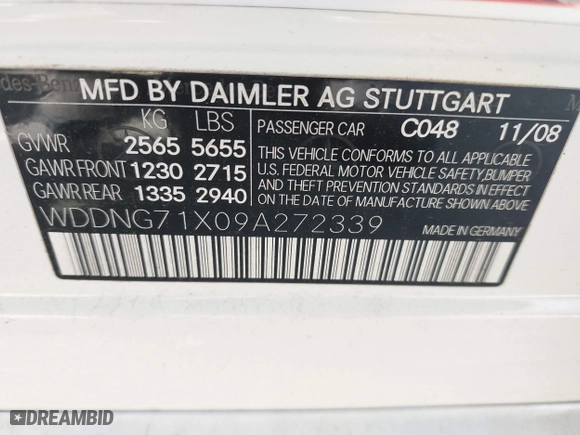 MFD BY DAIMLER AG STUTTGART
KG LBS
GVWR 2565 5655
GAWR FRONT 1230 2715
GAWR REAR 1335 2940
PASSENGER CAR C048 11/08
THIS VEHICLE CONFORMS TO ALL APPLICABLE
U.S. FEDERAL MOTOR VEHICLE SAFETY, BUMPER
AND THEFT PREVENTION STANDARDS IN EFFECT
ON THE DATE OF MANUFACTURE SHOWN ABOVE.
WDDNG71X09A272339
MADE IN GERMANY
DREAMBID